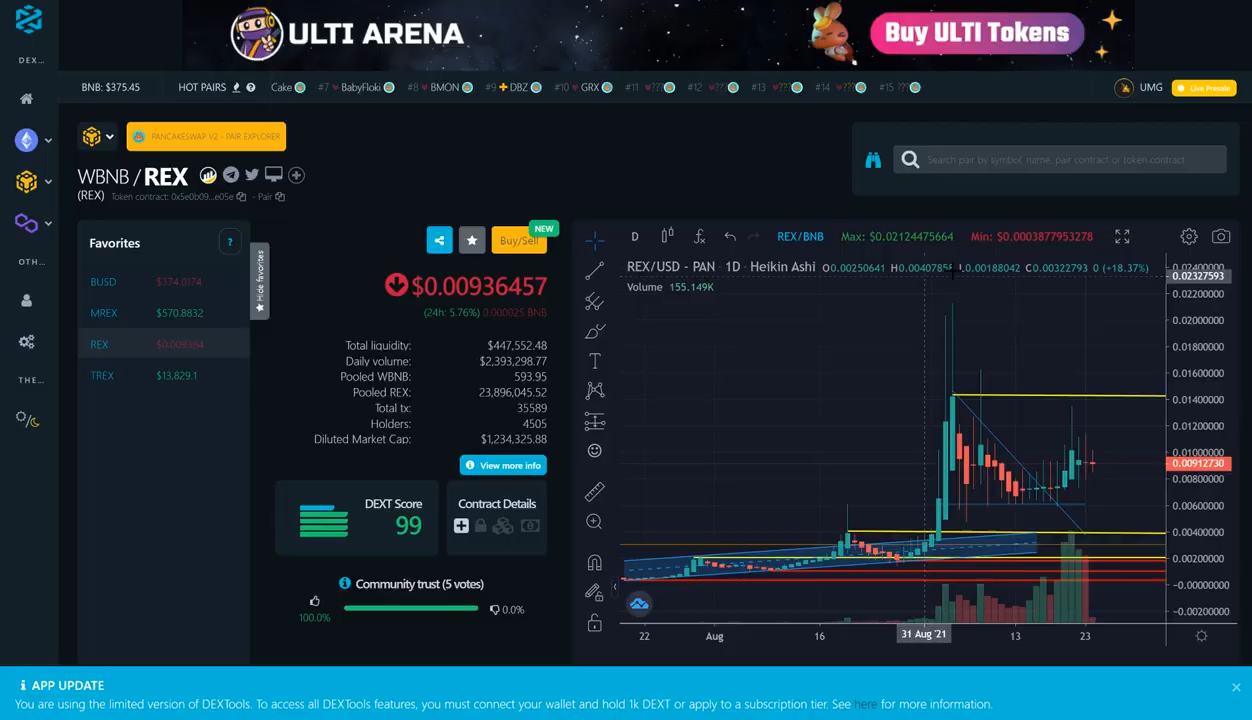 ULTI ARENA
Buy ULTI Tokens
DEX...
BNB: $375.45
HOT PAIRS
Cake
#7 BabyFloki
#8 BMON
#9 DBZ
#10 GRX
#11 ???
#12 ???
#13 ???
#14 ???
#15 ???
UMG
Live Presale
PANCAKESWAP V2 - PAIR EXPLORER
Search pair by symbol, name, pair contract or token contract
WBNB / REX
(REX) Token contract: 0x5e0b09...e05e - Pair
Favorites
?
BUSD $374.0174
MREX $570.8832
REX $0.009364
TREX $13,829.1
Hide favorites
OTH...
THE...
NEW
Buy/Sell
$0.00936457
(24h: 5.76%) 0.000025 BNB
Total liquidity: $447,552.48
Daily volume: $2,393,298.77
Pooled WBNB: 593.95
Pooled REX: 23,896,045.52
Total tx: 35589
Holders: 4505
Diluted Market Cap: $1,234,325.88
View more info
DEXT Score
99
Contract Details
Community trust (5 votes)
100.0%
0.0%
D
REX/BNB
Max: $0.02124475664
Min: $0.0003877953278
REX/USD - PAN · 1D · Heikin Ashi O0.00250641 L0.00188042 C0.00322793 0 (+18.37%)
Volume 155.149K
0.02400000
0.02327593
0.02200000
0.02000000
0.01800000
0.01600000
0.01400000
0.01200000
0.01000000
0.00912730
0.00800000
0.00600000
0.00400000
0.00200000
-0.00000000
-0.00200000
22
Aug
16
31 Aug '21
13
23
APP UPDATE
You are using the limited version of DEXTools. To access all DEXTools features, you must connect your wallet and hold 1k DEXT or apply to a subscription tier. See here for more information.